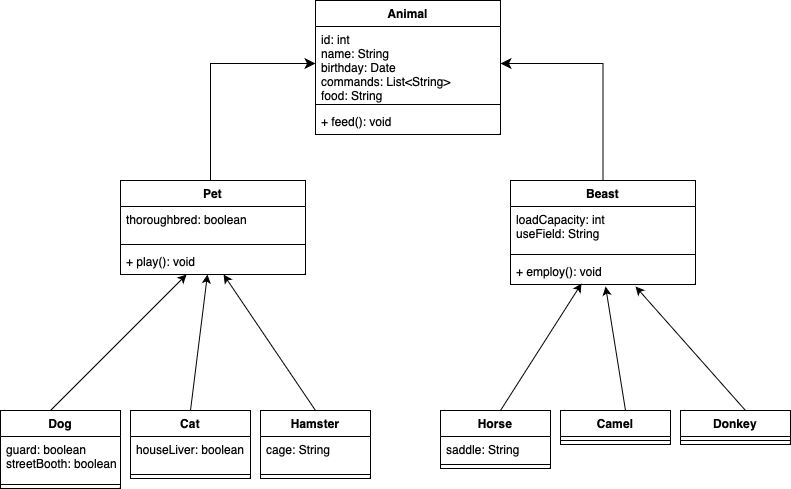 Animal
id: int
name: String
birthday: Date
commands: List<String>
food: String
+ feed(): void
Pet
thoroughbred: boolean
+ play(): void
Beast
loadCapacity: int
useField: String
+ employ(): void
Dog
guard: boolean
streetBooth: boolean
Cat
houseLiver: boolean
Hamster
cage: String
Horse
saddle: String
Camel
Donkey